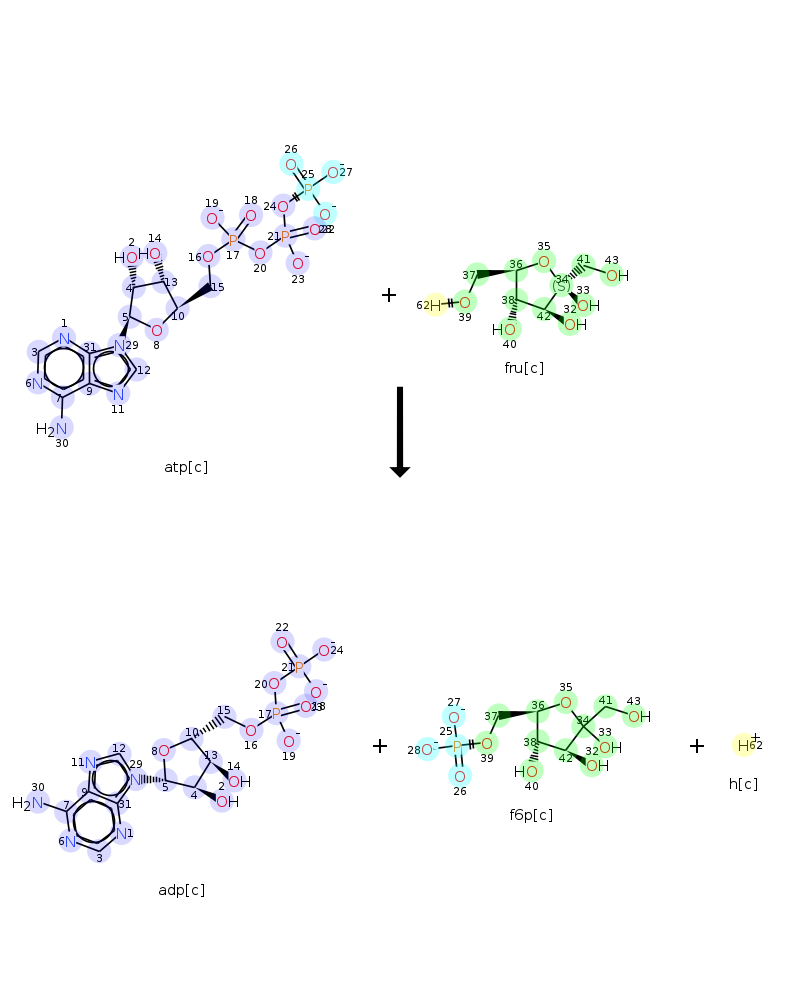 26
25
O
O
-
27
P
19
18
24
O
O
-
O
-
O
21
P
O
22
28
2
14
HO
HO
P
17
16
O
O
20
O
-
23
4
13
15
5
10
O
8
1
N
31
N
29
3
6
N
7
9
N
11
12
H2N
30
atp[c]
+
35
O
41
43
OH
36
34
S
37
62
H
O
39
38
33
OH
32
OH
42
HO
40
fru[c]
22
O
O
-
24
21
P
20
O
O
-
18
17
P
O
23
15
O
16
O
-
19
10
8
O
13
14
OH
2
OH
4
5
12
11
N
29
N
30
H2N
7
9
31
6
N
N
1
3
adp[c]
+
35
O
41
43
OH
27
O
-
37
36
34
25
28
O
-
P
O
39
38
33
OH
32
OH
42
O
26
HO
40
f6p[c]
+
H
+
62
h[c]